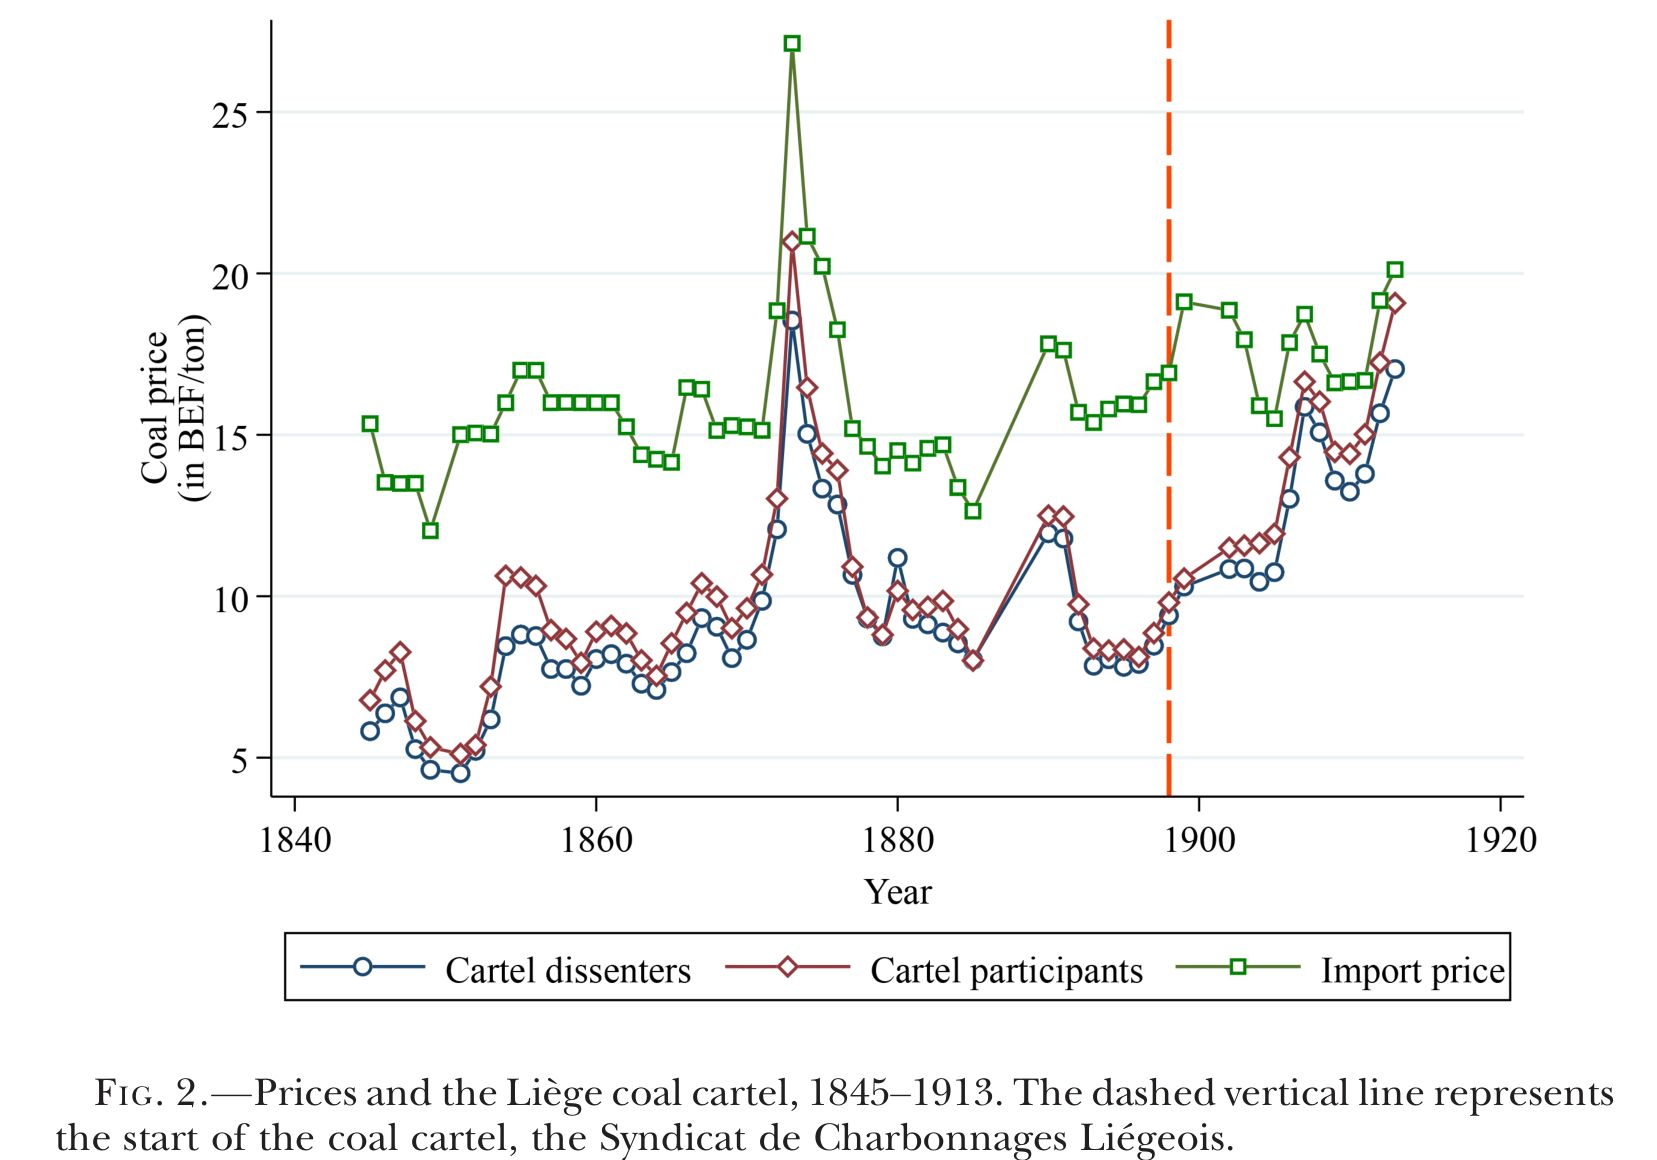 25
20
15
10
5
Coal price
(in BEF/ton)
1840 1860 1880 1900 1920
Year
Cartel dissenters Cartel participants Import price
Fig. 2.—Prices and the Liège coal cartel, 1845–1913. The dashed vertical line represents
the start of the coal cartel, the Syndicat de Charbonnages Liégeois.